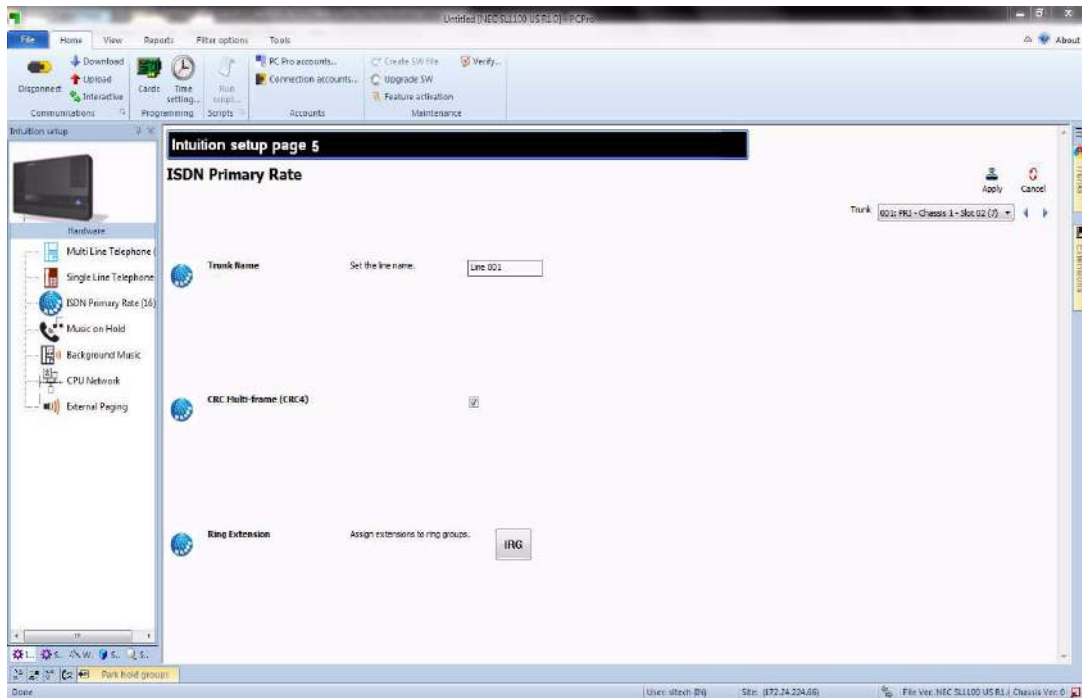 Untitled [NEC SL1100 US R1.0] - PCPro
File Home View Reports Filter options Tools About
Disconnect
Download
Upload
Interactive
Communications
Cards
Time setting...
Programming
Run script...
Scripts
PC Pro accounts...
Connection accounts...
Accounts
Create SW File
Upgrade SW
Feature activation
Verify...
Maintenance
Intuition setup
Hardware
Multi Line Telephone (
Single Line Telephone
ISDN Primary Rate (16)
Music on Hold
Background Music
CPU Network
External Paging
Intuition setup page 5
ISDN Primary Rate
Apply Cancel
Trunk 001: PRI - Chassis 1 - Slot 02 (7)
Trunk Name Set the line name. Line 001
CRC Multi-frame (CRC4)
Ring Extension Assign extensions to ring groups. IRG
Trunks
Extensions
I... S... W. S... S..
Park hold groups
Done User: sltech (IN) Site: (172.24.224.66) File Ver: NEC SL1100 US R1.( Chassis Ver: 0